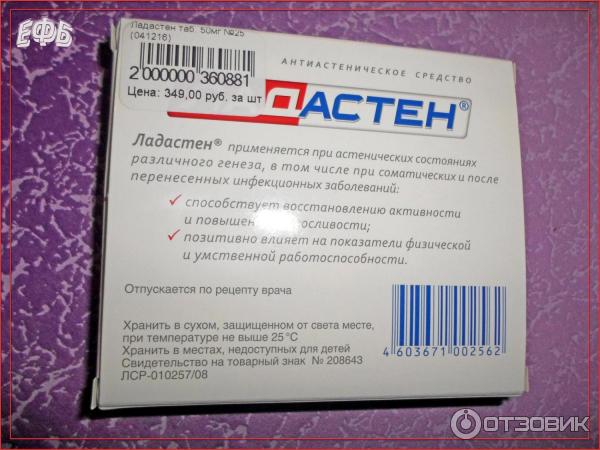 ЕФБ
Ладастен таб. 50мг №25
(041216)
2 000000 360881
Цена: 349,00 руб. за шт
АНТИАСТЕНИЧЕСКОЕ СРЕДСТВО
ДАСТЕН®
Ладастен® применяется при астенических состояниях
различного генеза, в том числе при соматических и после
перенесенных инфекционных заболеваний:
способствует восстановлению активности
и
позитивно влияет на показатели физической
и умственной работоспособности.
Отпускается по рецепту врача
Хранить в сухом, защищенном от света месте,
при температуре не выше 25 °C
Хранить в местах, недоступных для детей
Свидетельство на товарный знак № 208643
ЛСР-010257/08
4 603671 002562
ОТЗОВИК